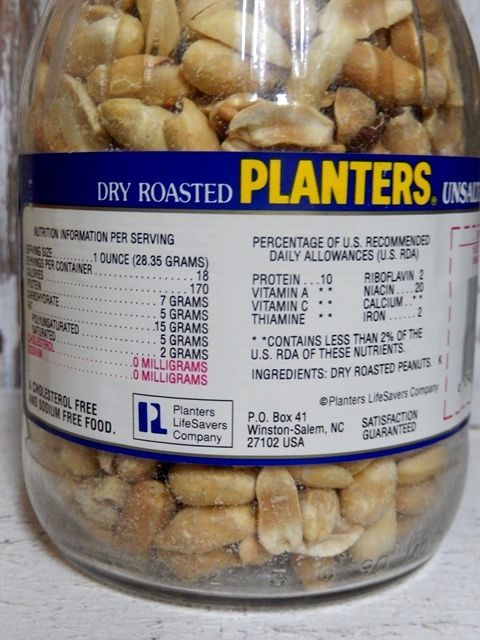 DRY ROASTED PLANTERS® UNSAL
NUTRITION INFORMATION PER SERVING
SERVING SIZE 1 OUNCE (28.35 GRAMS)
SERVINGS PER CONTAINER 18
CALORIES 170
PROTEIN 7 GRAMS
CARBOHYDRATE 5 GRAMS
15 GRAMS
POLYUNSATURATED 5 GRAMS
SATURATED 2 GRAMS
CHOLESTEROL 0 MILLIGRAMS
SODIUM 0 MILLIGRAMS
A CHOLESTEROL FREE
AND SODIUM FREE FOOD.
Planters
LifeSavers
Company
PERCENTAGE OF U.S. RECOMMENDED
DAILY ALLOWANCES (U.S. RDA)
PROTEIN...10 RIBOFLAVIN 2
VITAMIN A ** NIACIN....20
VITAMIN C ** CALCIUM..**
THIAMINE ** IRON......2
**CONTAINS LESS THAN 2% OF THE
U.S. RDA OF THESE NUTRIENTS.
INGREDIENTS: DRY ROASTED PEANUTS. K
©Planters LifeSavers Company
P.O. Box 41
Winston-Salem, NC
27102 USA
SATISFACTION
GUARANTEED